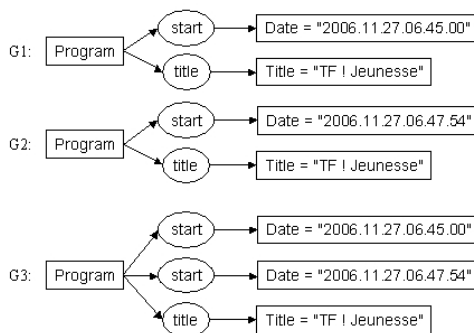 start
Date = "2006.11.27.06.45.00"
G1: Program
title
Title = "TF ! Jeunesse"
start
Date = "2006.11.27.06.47.54"
G2: Program
title
Title = "TF ! Jeunesse"
start
Date = "2006.11.27.06.45.00"
G3: Program
start
Date = "2006.11.27.06.47.54"
title
Title = "TF ! Jeunesse"